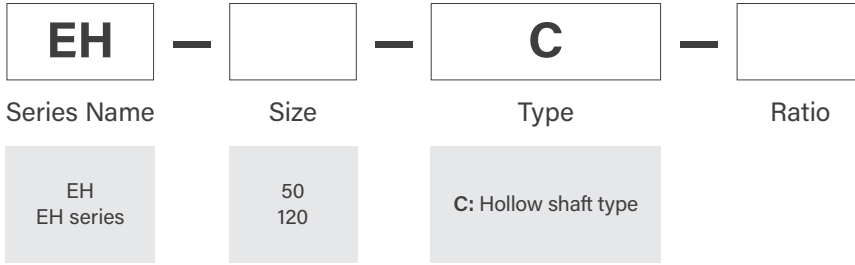 EH — — C —
Series Name Size Type Ratio
EH 50 C: Hollow shaft type
EH series 120